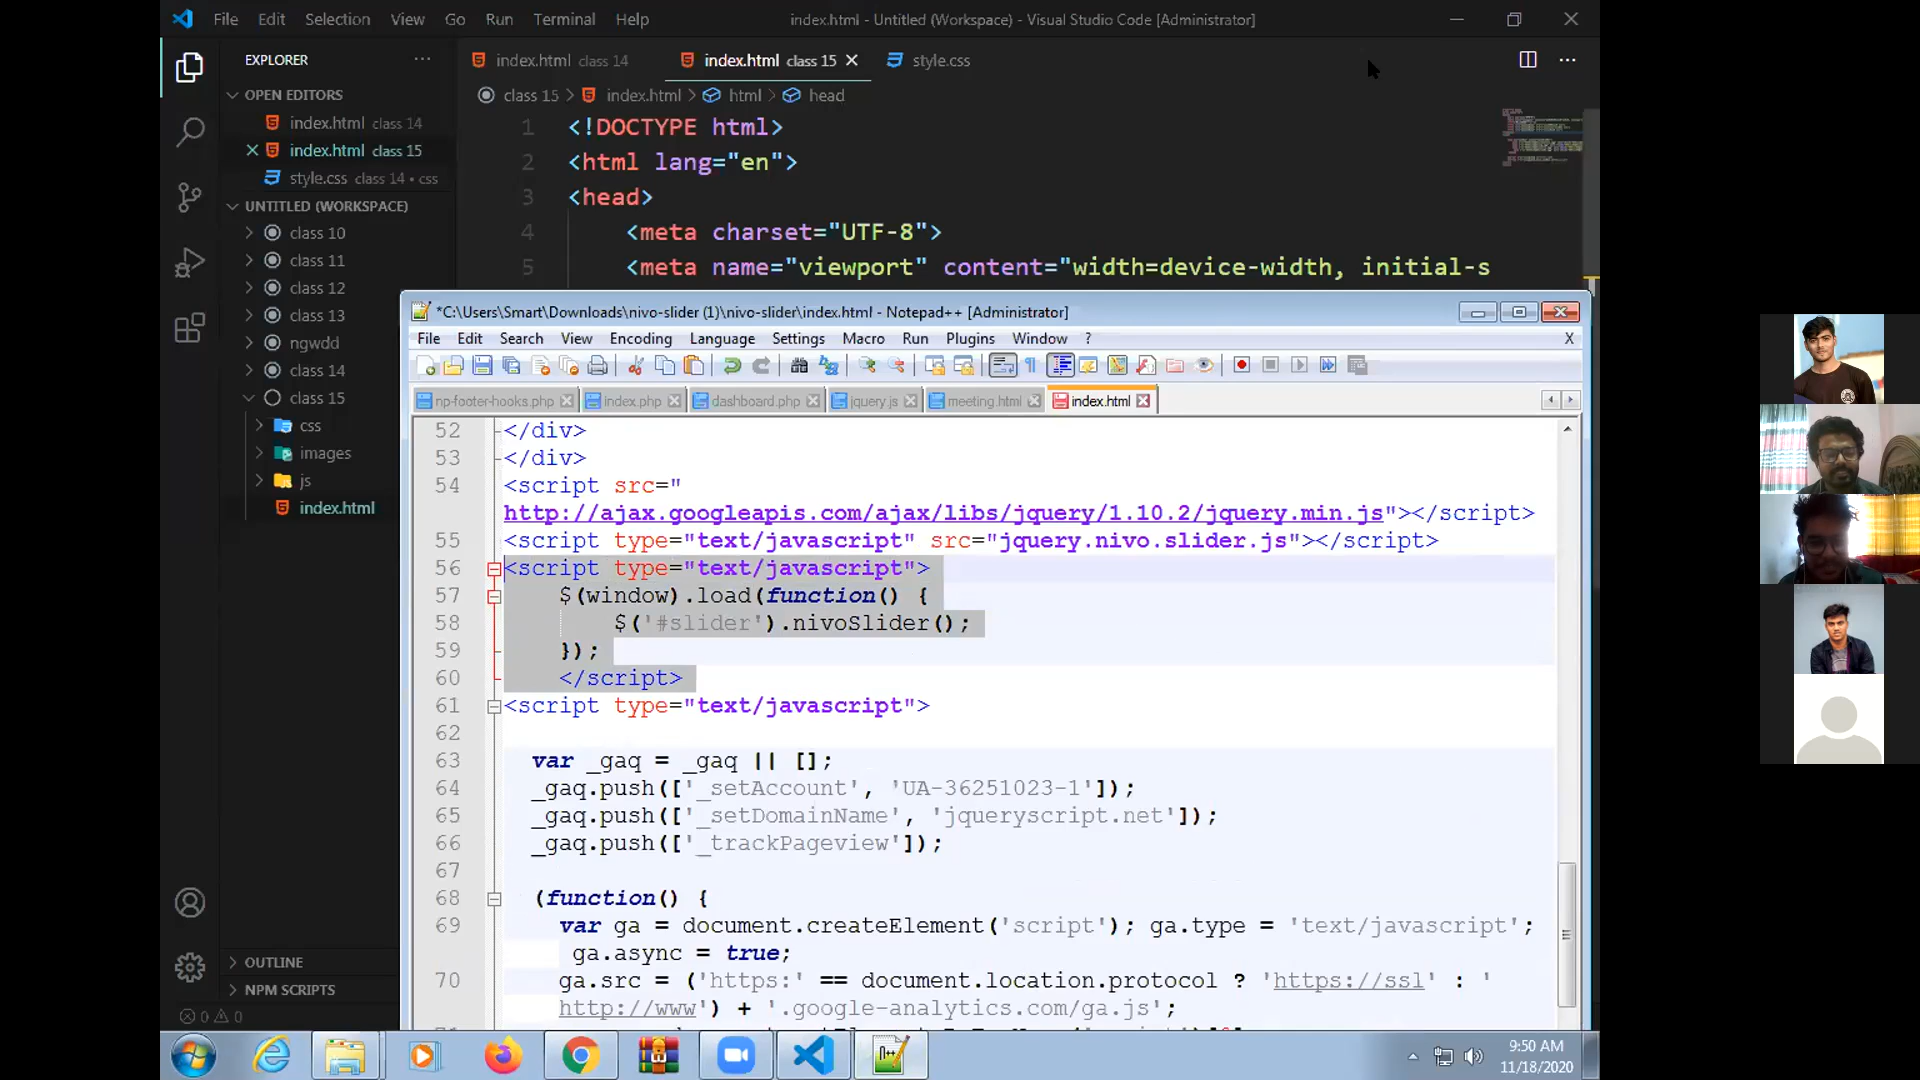 File Edit Selection View Go Run Terminal Help index.html - Untitled (Workspace) - Visual Studio Code [Administrator]
EXPLORER
index.html class 14 index.html class 15 style.css
OPEN EDITORS
class 15 > index.html > html > head
index.html class 14
index.html class 15
style.css class 14 • css
UNTITLED (WORKSPACE)
class 10
class 11
class 12
class 13
ngwdd
class 14
class 15
css
images
js
index.html
OUTLINE
NPM SCRIPTS
0 0
1 <!DOCTYPE html>
2 <html lang="en">
3 <head>
4 <meta charset="UTF-8">
5 <meta name="viewport" content="width=device-width, initial-s
*C:\Users\Smart\Downloads\nivo-slider (1)\nivo-slider\index.html - Notepad++ [Administrator]
File Edit Search View Encoding Language Settings Macro Run Plugins Window ? X
np-footer-hooks.php index.php dashboard.php jquery.js meeting.html index.html
52 </div>
53 </div>
54 <script src="
http://ajax.googleapis.com/ajax/libs/jquery/1.10.2/jquery.min.js"></script>
55 <script type="text/javascript" src="jquery.nivo.slider.js"></script>
56 <script type="text/javascript">
57 $(window).load(function() {
58 $('#slider').nivoSlider();
59 });
60 </script>
61 <script type="text/javascript">
62
63 var _gaq = _gaq || [];
64 _gaq.push(['_setAccount', 'UA-36251023-1']);
65 _gaq.push(['_setDomainName', 'jqueryscript.net']);
66 _gaq.push(['_trackPageview']);
67
68 (function() {
69 var ga = document.createElement('script'); ga.type = 'text/javascript';
ga.async = true;
70 ga.src = ('https:' == document.location.protocol ? 'https://ssl' : '
http://www') + '.google-analytics.com/ga.js';
9:50 AM
11/18/2020